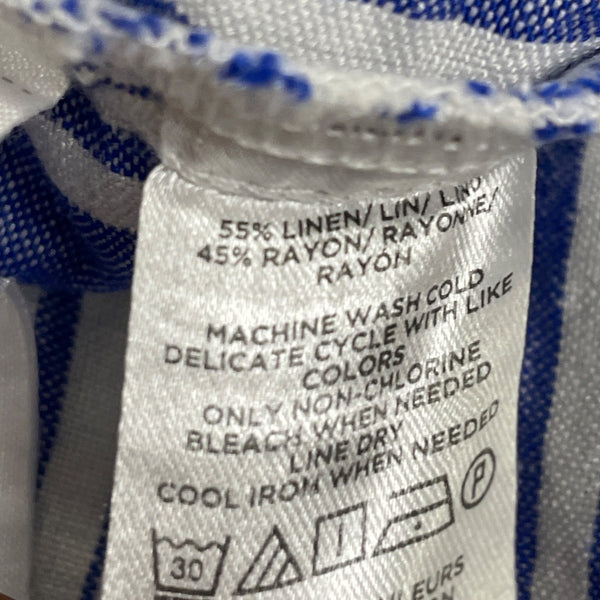 55% LINEN/ LIN/ LINO
45% RAYON/ RAYONNE/
RAYON
MACHINE WASH COLD
DELICATE CYCLE WITH LIKE
COLORS
ONLY NON-CHLORINE
BLEACH WHEN NEEDED
LINE DRY
COOL IRON WHEN NEEDED
30
P